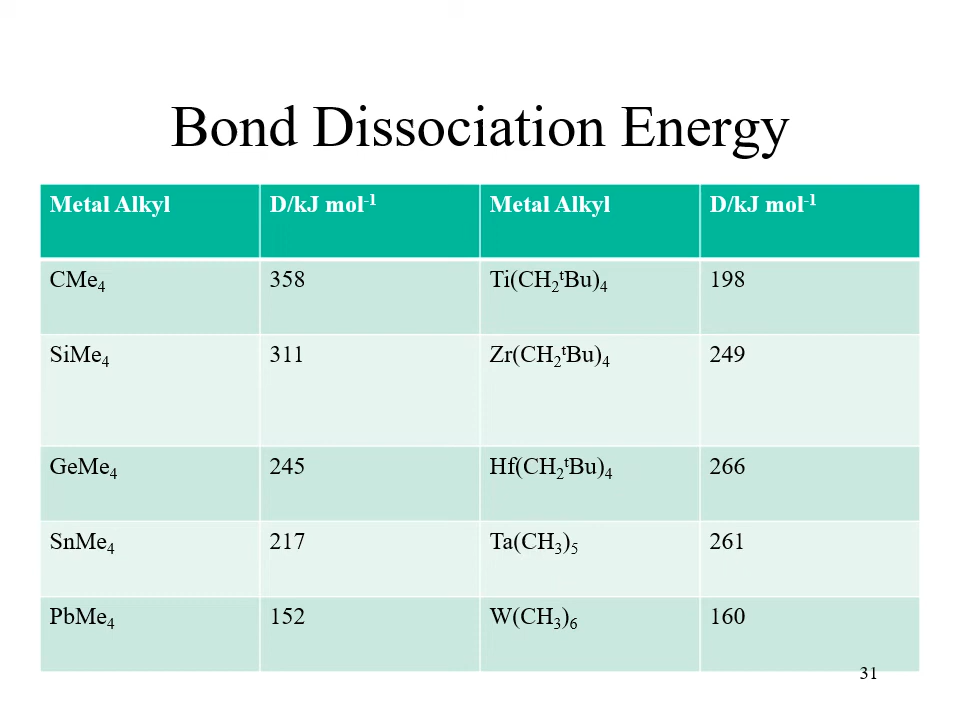 Bond Dissociation Energy
Metal Alkyl D/kJ mol⁻¹ Metal Alkyl D/kJ mol⁻¹
CMe₄ 358 Ti(CH₂ᵗBu)₄ 198
SiMe₄ 311 Zr(CH₂ᵗBu)₄ 249
GeMe₄ 245 Hf(CH₂ᵗBu)₄ 266
SnMe₄ 217 Ta(CH₃)₅ 261
PbMe₄ 152 W(CH₃)₆ 160
31